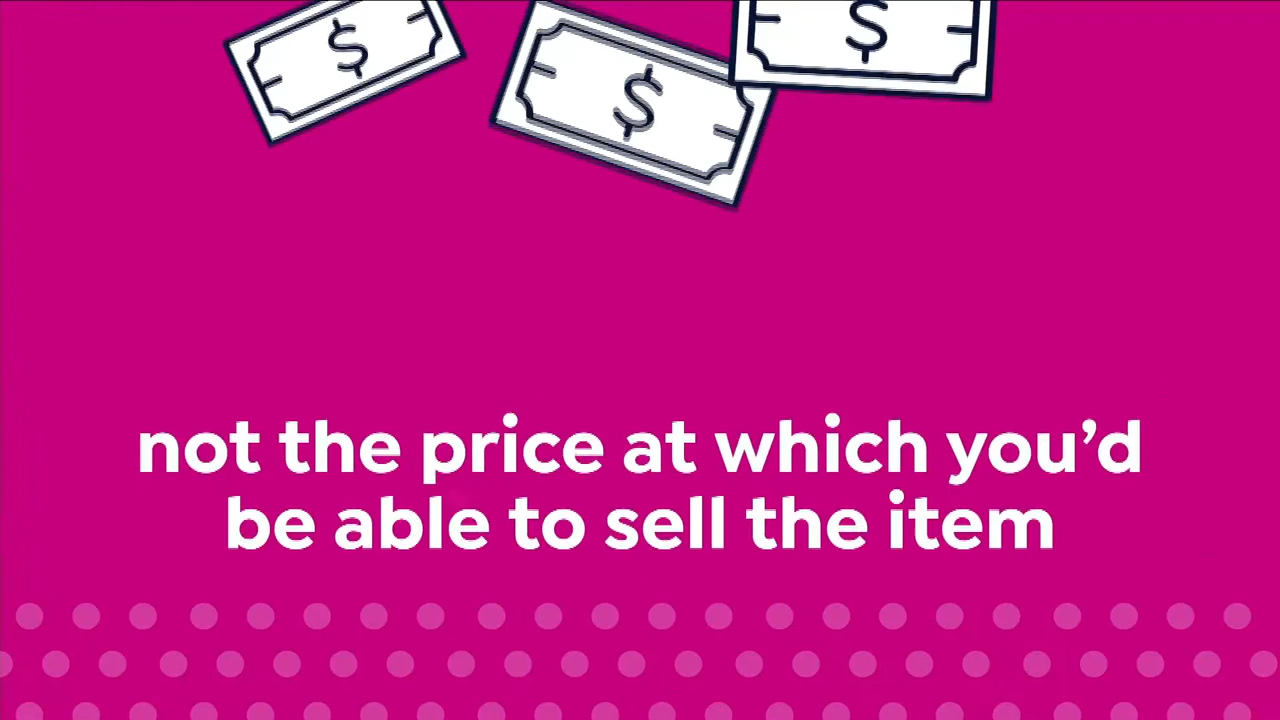 $ $ $
not the price at which you’d
be able to sell the item